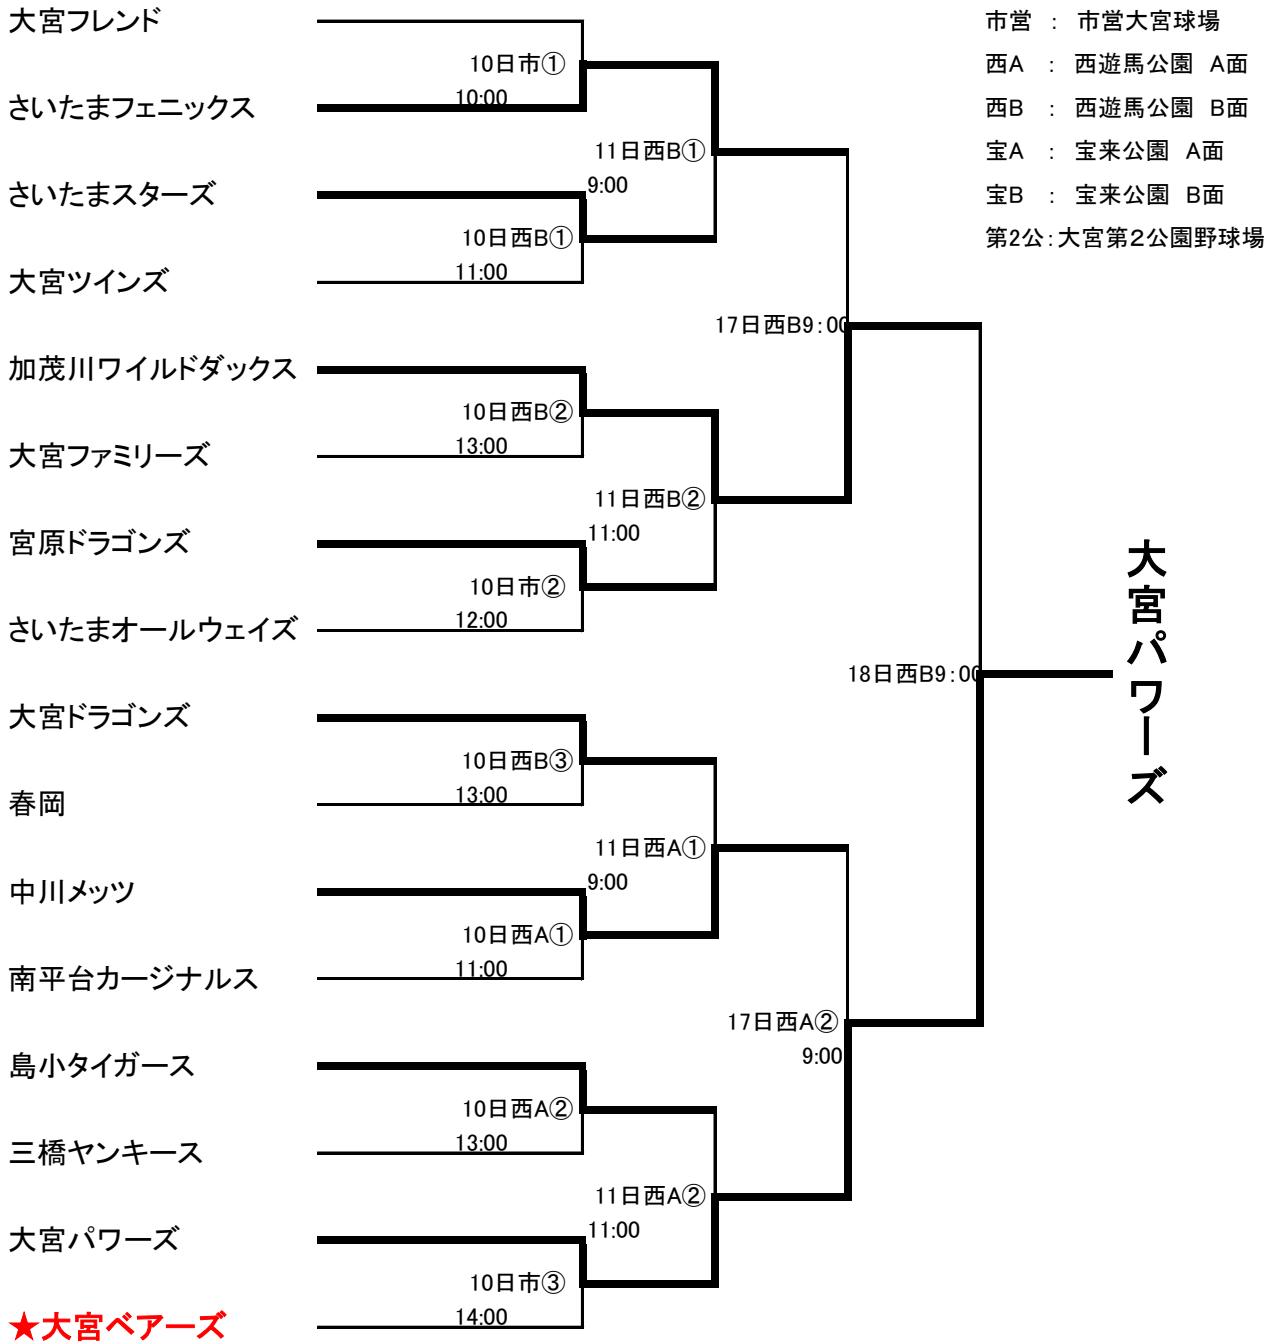 大宮フレンド
市営 : 市営大宮球場
10日市①
西A : 西遊馬公園 A面
さいたまフェニックス
10:00
西B : 西遊馬公園 B面
11日西B①
宝A : 宝来公園 A面
さいたまスターズ
9:00
宝B : 宝来公園 B面
10日西B①
第2公:大宮第2公園野球場
大宮ツインズ
11:00
17日西B9:00
加茂川ワイルドダックス
10日西B②
大宮ファミリーズ
13:00
11日西B②
宮原ドラゴンズ
11:00
10日市②
さいたまオールウェイズ
12:00
大宮パワーズ
18日西B9:00
大宮ドラゴンズ
10日西B③
春岡
13:00
11日西A①
中川メッツ
9:00
10日西A①
南平台カージナルス
11:00
17日西A②
9:00
島小タイガース
10日西A②
三橋ヤンキース
13:00
11日西A②
大宮パワーズ
11:00
10日市③
★大宮ベアーズ
14:00